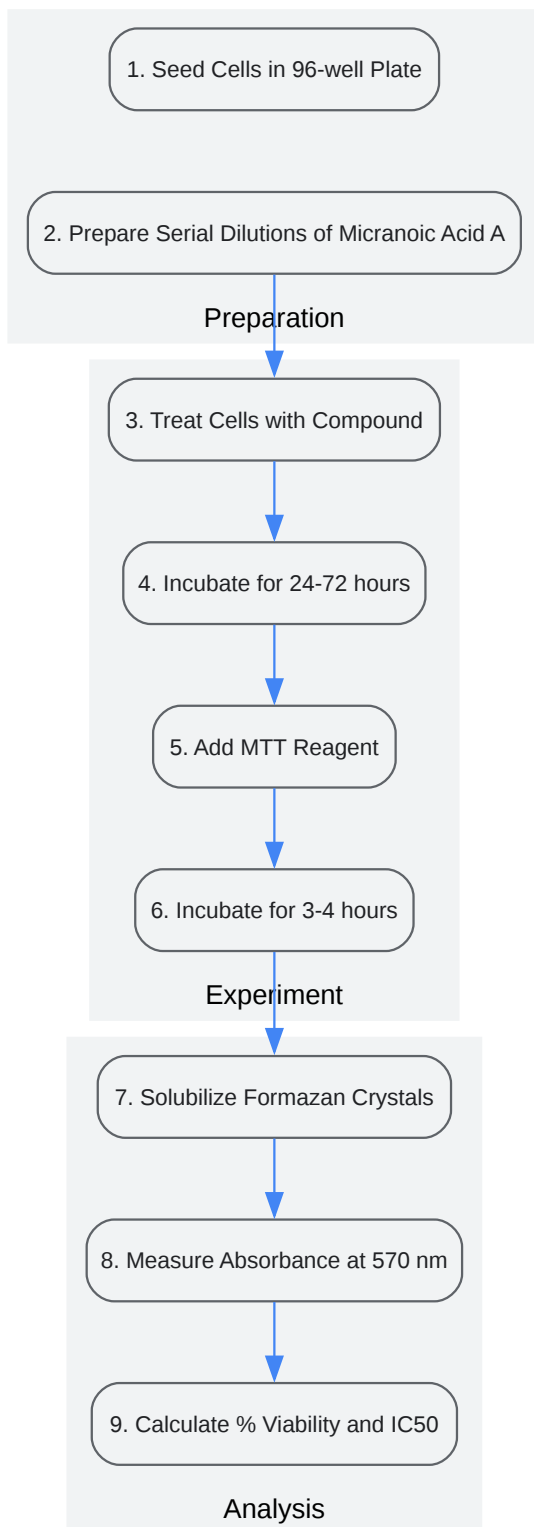 1. Seed Cells in 96-well Plate
2. Prepare Serial Dilutions of Micranoic Acid A
Preparation
3. Treat Cells with Compound
4. Incubate for 24-72 hours
5. Add MTT Reagent
6. Incubate for 3-4 hours
Experiment
7. Solubilize Formazan Crystals
8. Measure Absorbance at 570 nm
9. Calculate % Viability and IC50
Analysis